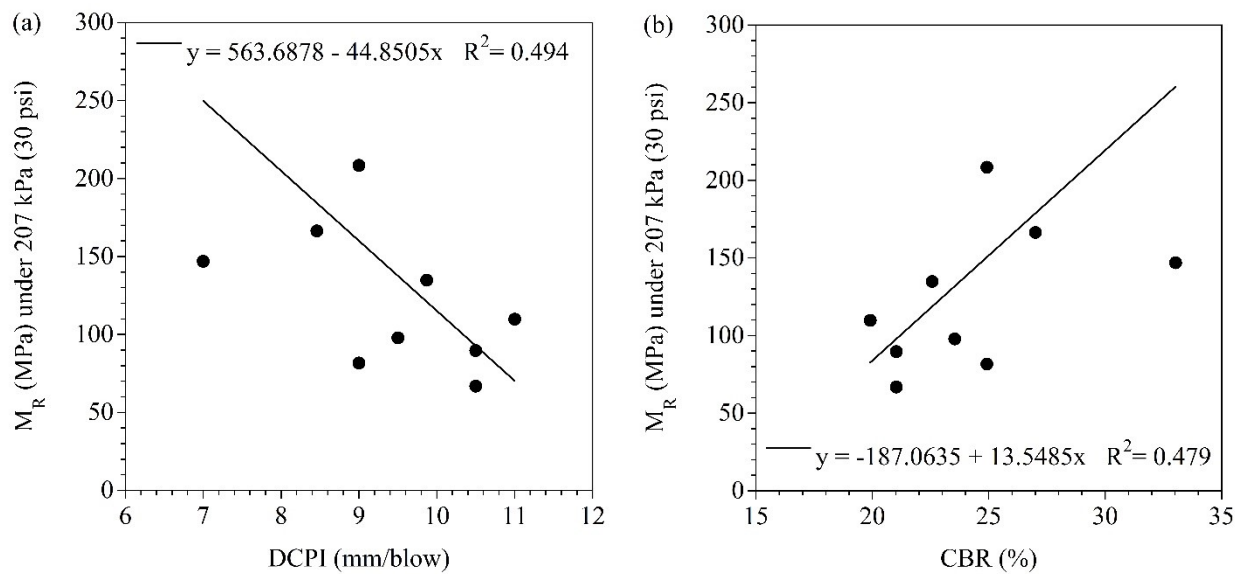 (a)
y = 563.6878 - 44.8505x R²= 0.494
300
250
200
150
100
50
0
M_R (MPa) under 207 kPa (30 psi)
6 7 8 9 10 11 12
DCPI (mm/blow)
(b)
300
250
200
150
100
50
0
M_R (MPa) under 207 kPa (30 psi)
y = -187.0635 + 13.5485x R²= 0.479
15 20 25 30 35
CBR (%)